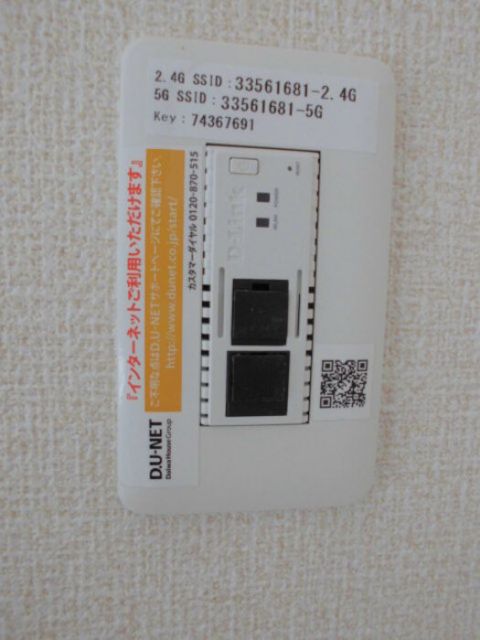 2.4G SSID : 33561681-2.4G
5G SSID : 33561681-5G
Key : 74367691
『インターネットご利用いただけます』
ご不明な点はD.U-NETサポートページにてご確認下さい。
http://www.dunet.co.jp/start/
カスタマーダイヤル 0120-870-515
D.U-NET
Daiwa House Group
D-Link
POWER
WLAN